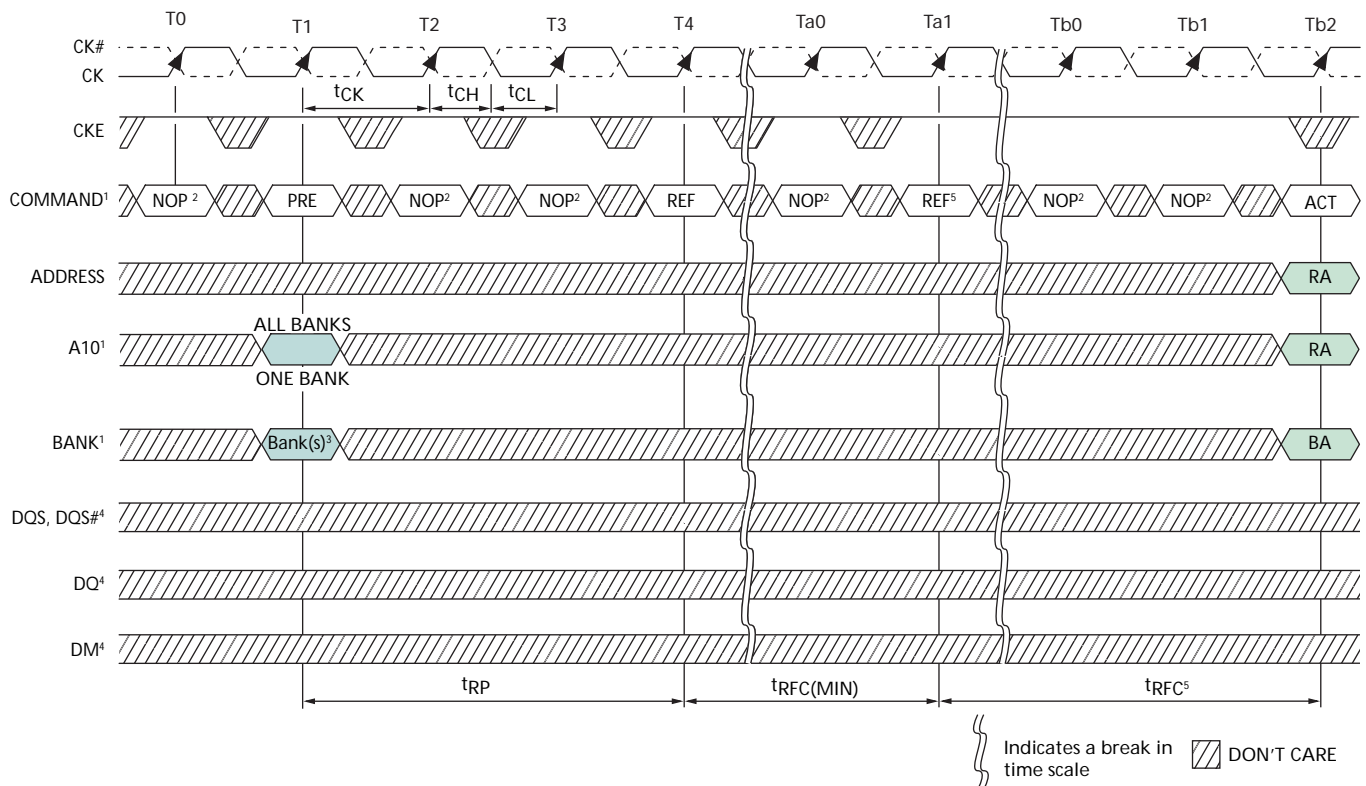 T0 T1 T2 T3 T4 Ta0 Ta1 Tb0 Tb1 Tb2
CK#
CK
tCK tCH tCL
CKE
COMMAND¹ NOP² PRE NOP² NOP² REF NOP² REF⁵ NOP² NOP² ACT
ADDRESS RA
ALL BANKS
A10¹ RA
ONE BANK
BANK¹ Bank(s)³ BA
DQS, DQS#⁴
DQ⁴
DM⁴
tRP tRFC(MIN) tRFC⁵
Indicates a break in
time scale
DON'T CARE